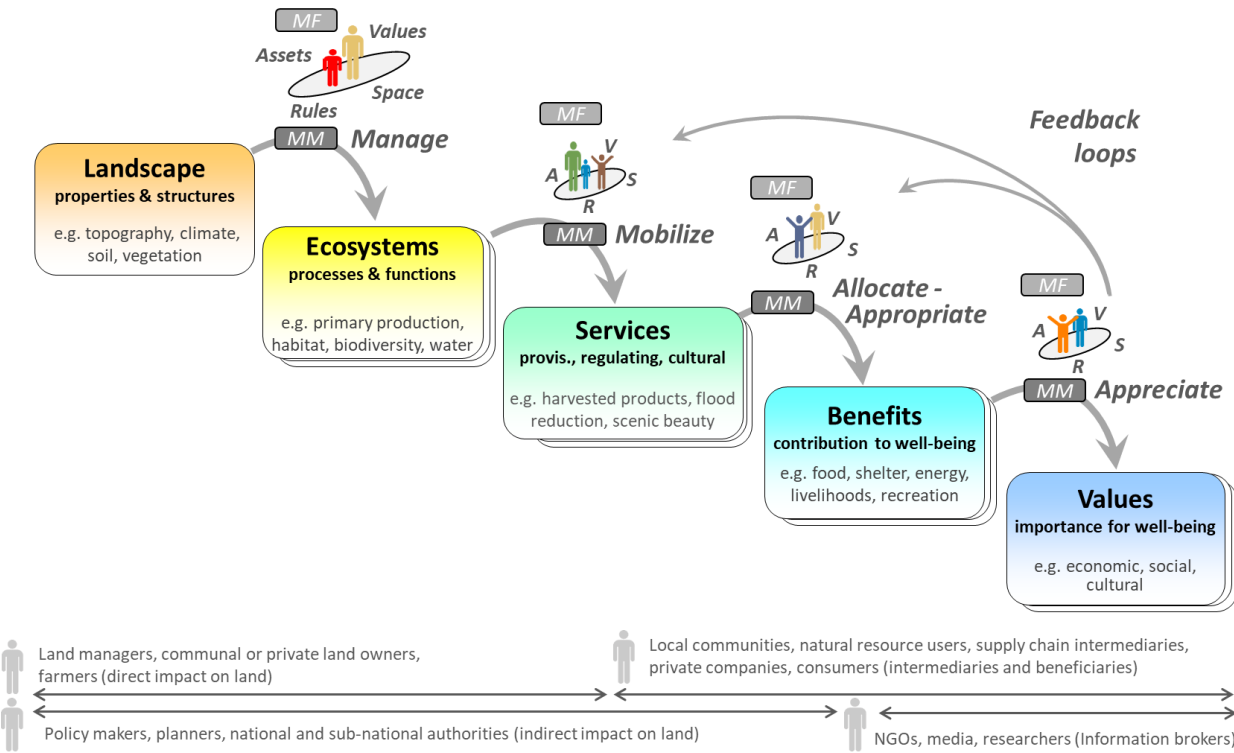 MF
Values
Assets
Space
Rules
MM
Manage
Landscape
properties & structures
e.g. topography, climate,
soil, vegetation
MF
V
A
S
R
MM
Mobilize
Ecosystems
processes & functions
e.g. primary production,
habitat, biodiversity, water
Feedback
loops
MF
V
A
S
R
MM
Allocate -
Appropriate
Services
provis., regulating, cultural
e.g. harvested products, flood
reduction, scenic beauty
MF
V
A
S
R
MM
Appreciate
Benefits
contribution to well-being
e.g. food, shelter, energy,
livelihoods, recreation
Values
importance for well-being
e.g. economic, social,
cultural
Land managers, communal or private land owners,
farmers (direct impact on land)
Local communities, natural resource users, supply chain intermediaries,
private companies, consumers (intermediaries and beneficiaries)
Policy makers, planners, national and sub-national authorities (indirect impact on land)
NGOs, media, researchers (Information brokers)